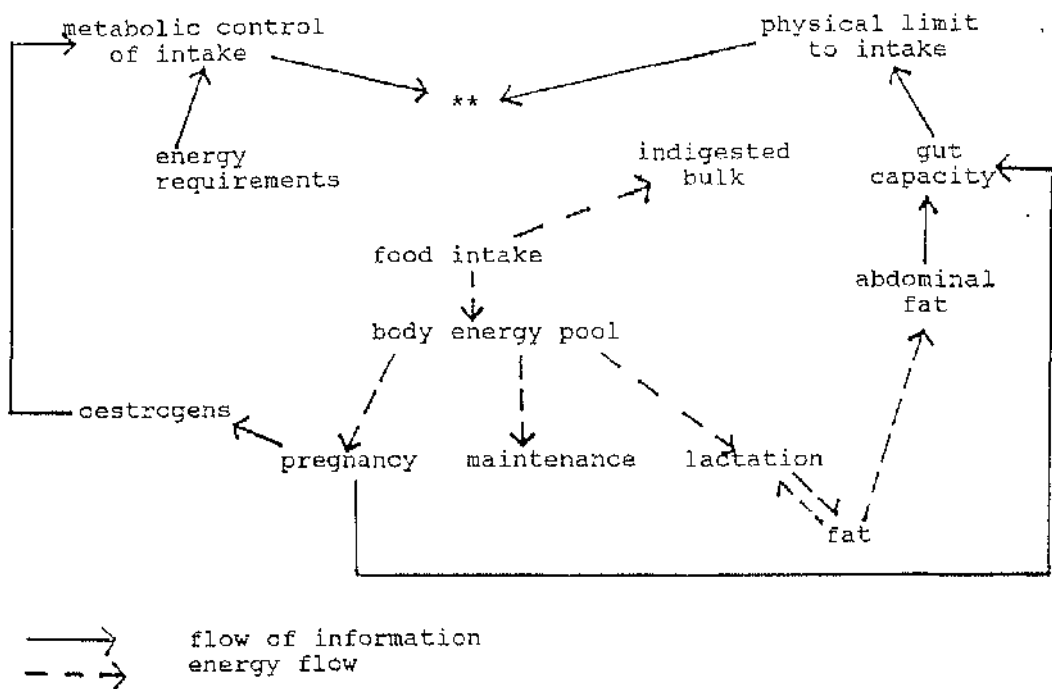 metabolic control
of intake
physical limit
to intake
**
energy
requirements
indigested
bulk
gut
capacity
food intake
abdominal
fat
body energy pool
oestrogens
pregnancy
maintenance
lactation
fat
flow of information
energy flow